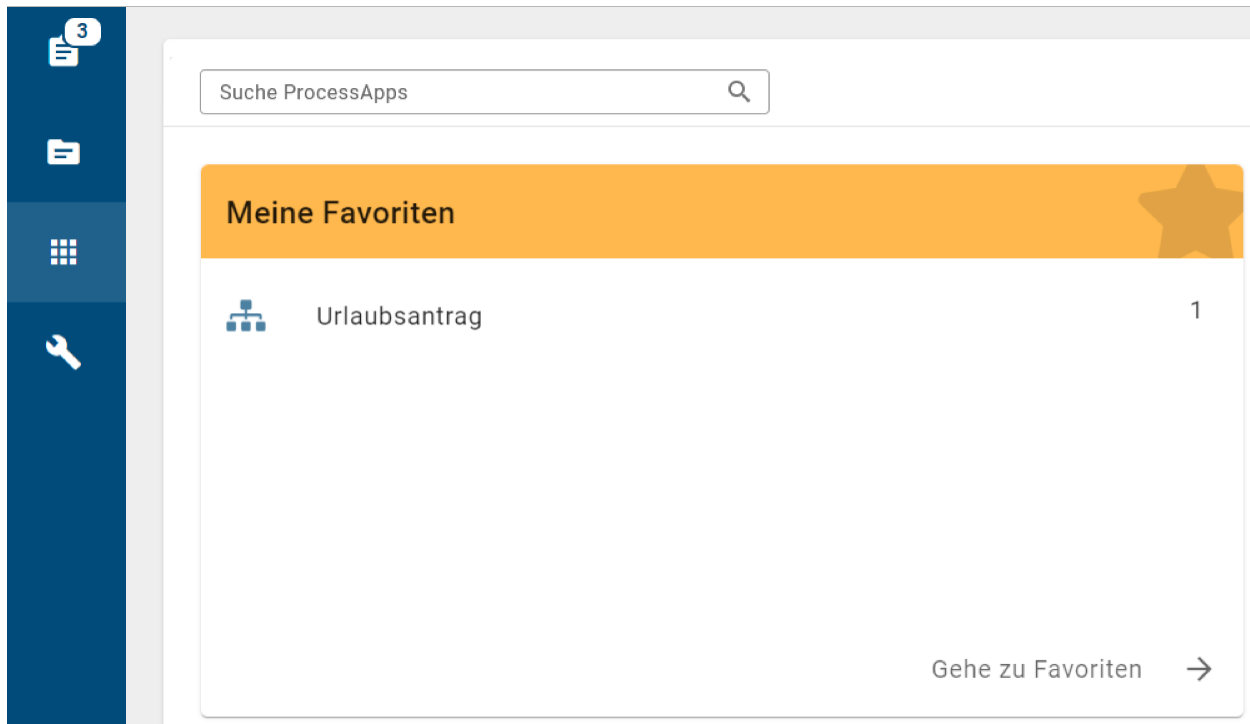 3
Suche ProcessApps
Meine Favoriten
Urlaubsantrag 1
Gehe zu Favoriten